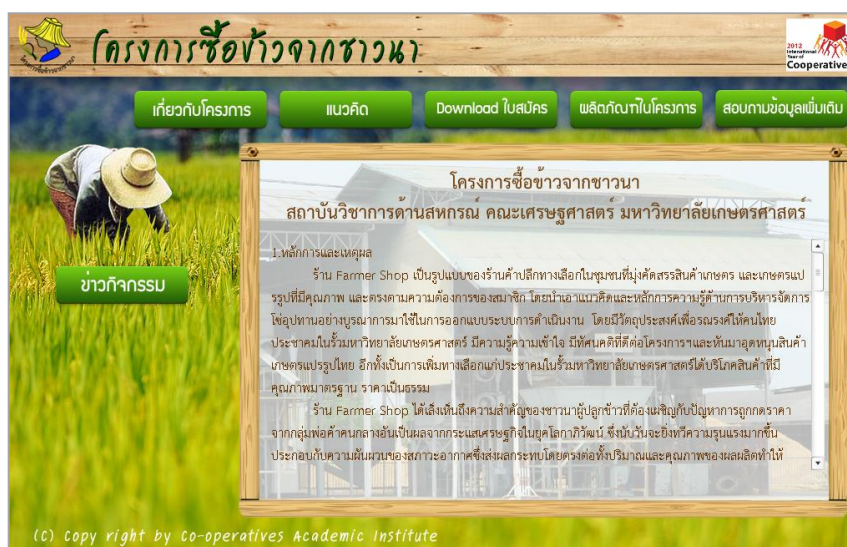 โครงการซื้อข้าวจากชาวนา
โครงการซื้อข้าวจากชาวนา
2012
International
Year of
Cooperative
เกี่ยวกับโครงการ
แนวคิด
Download ใบสมัคร
ผลิตภัณฑ์ในโครงการ
สอบถามข้อมูลเพิ่มเติม
ข่าวกิจกรรม
โครงการซื้อข้าวจากชาวนา
สถาบันวิชาการด้านสหกรณ์ คณะเศรษฐศาสตร์ มหาวิทยาลัยเกษตรศาสตร์
1.หลักการและเหตุผล
ร้าน Farmer Shop เป็นรูปแบบของร้านค้าปลีกทางเลือกในชุมชนที่มุ่งคัดสรรสินค้าเกษตร และเกษตรแป
รรูปที่มีคุณภาพ และตรงตามความต้องการของสมาชิก โดยนำเอาแนวคิดและหลักการความรู้ด้านการบริหารจัดการ
โซ่อุปทานอย่างบูรณาการมาใช้ในการออกแบบระบบการดำเนินงาน โดยมีวัตถุประสงค์เพื่อรณรงค์ให้คนไทย
ประชาคมในรั้วมหาวิทยาลัยเกษตรศาสตร์ มีความรู้ความเข้าใจ มีทัศนคติที่ดีต่อโครงการฯและหันมาอุดหนุนสินค้า
เกษตรแปรรูปไทย อีกทั้งเป็นการเพิ่มทางเลือกแก่ประชาคมในรั้วมหาวิทยาลัยเกษตรศาสตร์ได้บริโภคสินค้าที่มี
คุณภาพมาตรฐาน ราคาเป็นธรรม
ร้าน Farmer Shop ได้เล็งเห็นถึงความสำคัญของชาวนาผู้ปลูกข้าวที่ต้องเผชิญกับปัญหาการถูกกดราคา
จากกลุ่มพ่อค้าคนกลางอันเป็นผลจากกระแสเศรษฐกิจในยุคโลกาภิวัฒน์ ซึ่งนับวันจะยิ่งทวีความรุนแรงมากขึ้น
ประกอบกับความผันผวนของสภาวะอากาศซึ่งส่งผลกระทบโดยตรงต่อทั้งปริมาณและคุณภาพของผลผลิตทำให้
(C) Copy right by Co-operatives Academic Institute